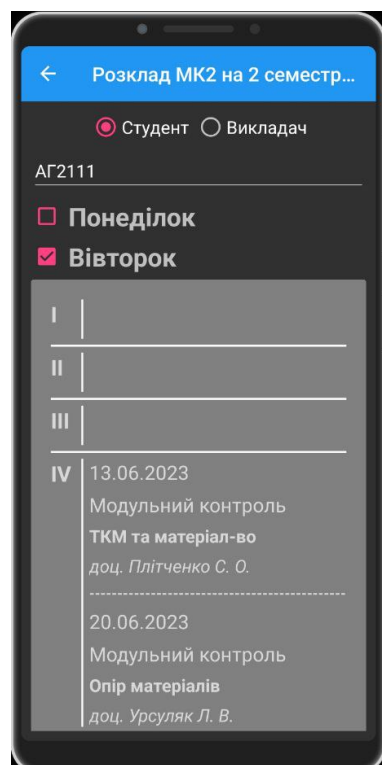 Розклад МК2 на 2 семестр...
Студент Викладач
АГ2111
Понеділок
Вівторок
I
II
III
IV 13.06.2023
Модульний контроль
ТКМ та матеріал-во
доц. Плітченко С. О.
20.06.2023
Модульний контроль
Опір матеріалів
доц. Урсуляк Л. В.